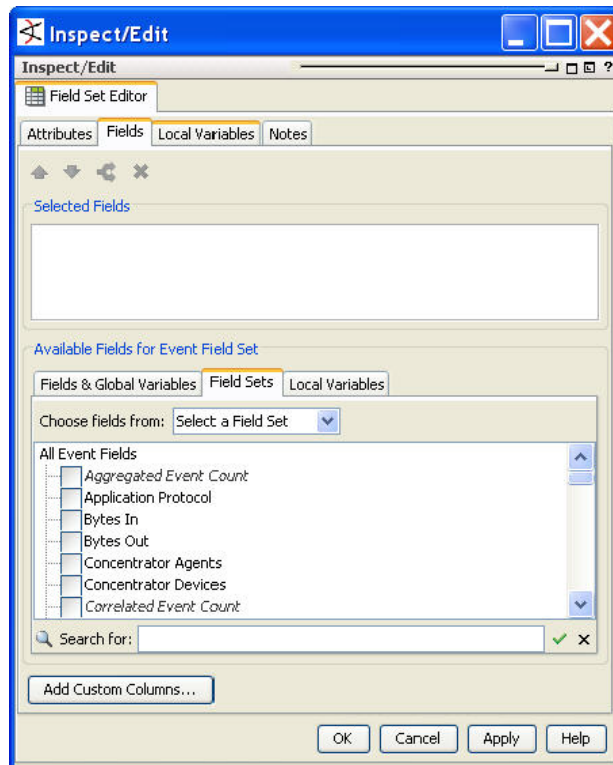 Inspect/Edit
Inspect/Edit ?
Field Set Editor
Attributes Fields Local Variables Notes
Selected Fields
Available Fields for Event Field Set
Fields & Global Variables Field Sets Local Variables
Choose fields from: Select a Field Set
All Event Fields
Aggregated Event Count
Application Protocol
Bytes In
Bytes Out
Concentrator Agents
Concentrator Devices
Correlated Event Count
Search for:
Add Custom Columns...
OK Cancel Apply Help